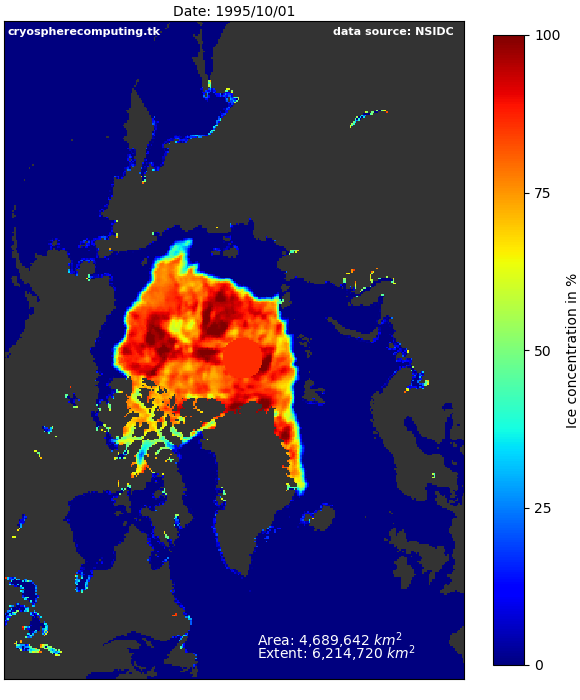 Date: 1995/10/01
cryospherecomputing.tk
data source: NSIDC
100
75
50
25
0
Ice concentration in %
Area: 4,689,642 km²
Extent: 6,214,720 km²